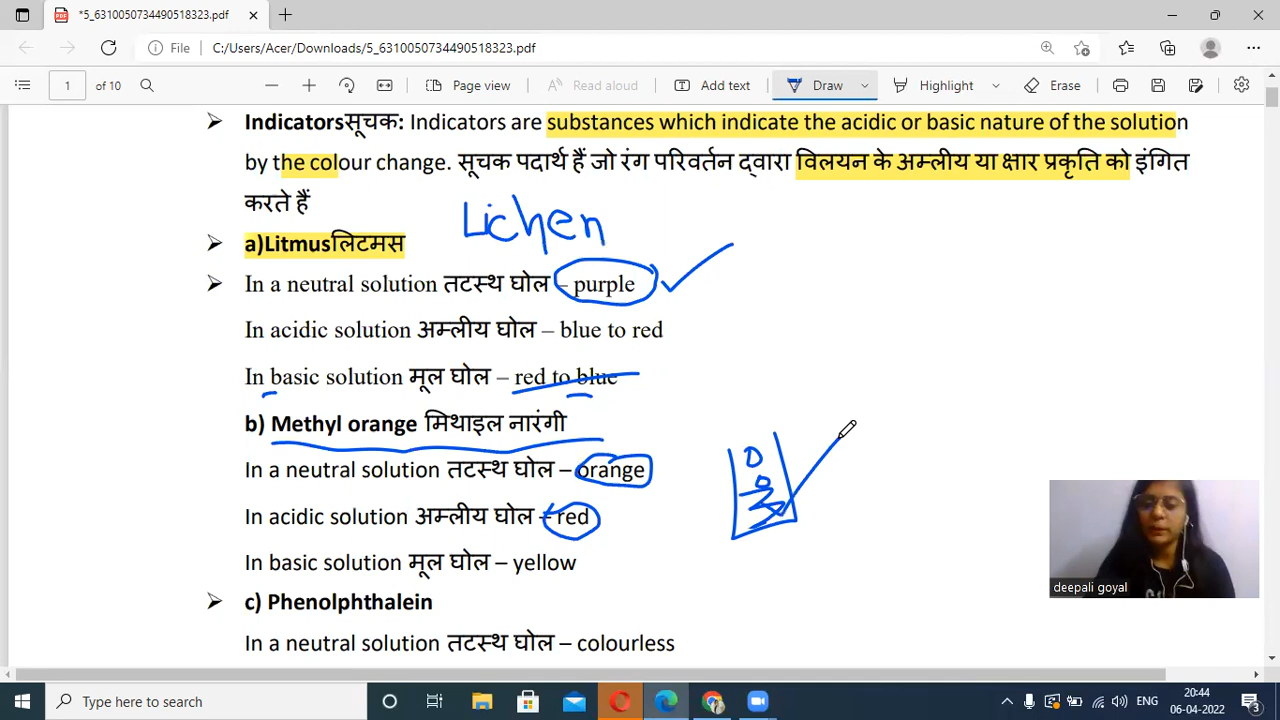 *5_6310050734490518323.pdf
File
C:/Users/Acer/Downloads/5_6310050734490518323.pdf
1 of 10
Page view
Read aloud
Add text
Draw
Highlight
Erase
Indicatorsसूचक: Indicators are substances which indicate the acidic or basic nature of the solution
by the colour change. सूचक पदार्थ हैं जो रंग परिवर्तन द्वारा विलयन के अम्लीय या क्षार प्रकृति को इंगित
करते हैं
Lichen
a)Litmusलिटमस
In a neutral solution तटस्थ घोल – purple
In acidic solution अम्लीय घोल – blue to red
In basic solution मूल घोल – red to blue
b) Methyl orange मिथाइल नारंगी
In a neutral solution तटस्थ घोल – orange
In acidic solution अम्लीय घोल – red
In basic solution मूल घोल – yellow
c) Phenolphthalein
In a neutral solution तटस्थ घोल – colourless
deepali goyal
Type here to search
ENG
20:44
06-04-2022
3